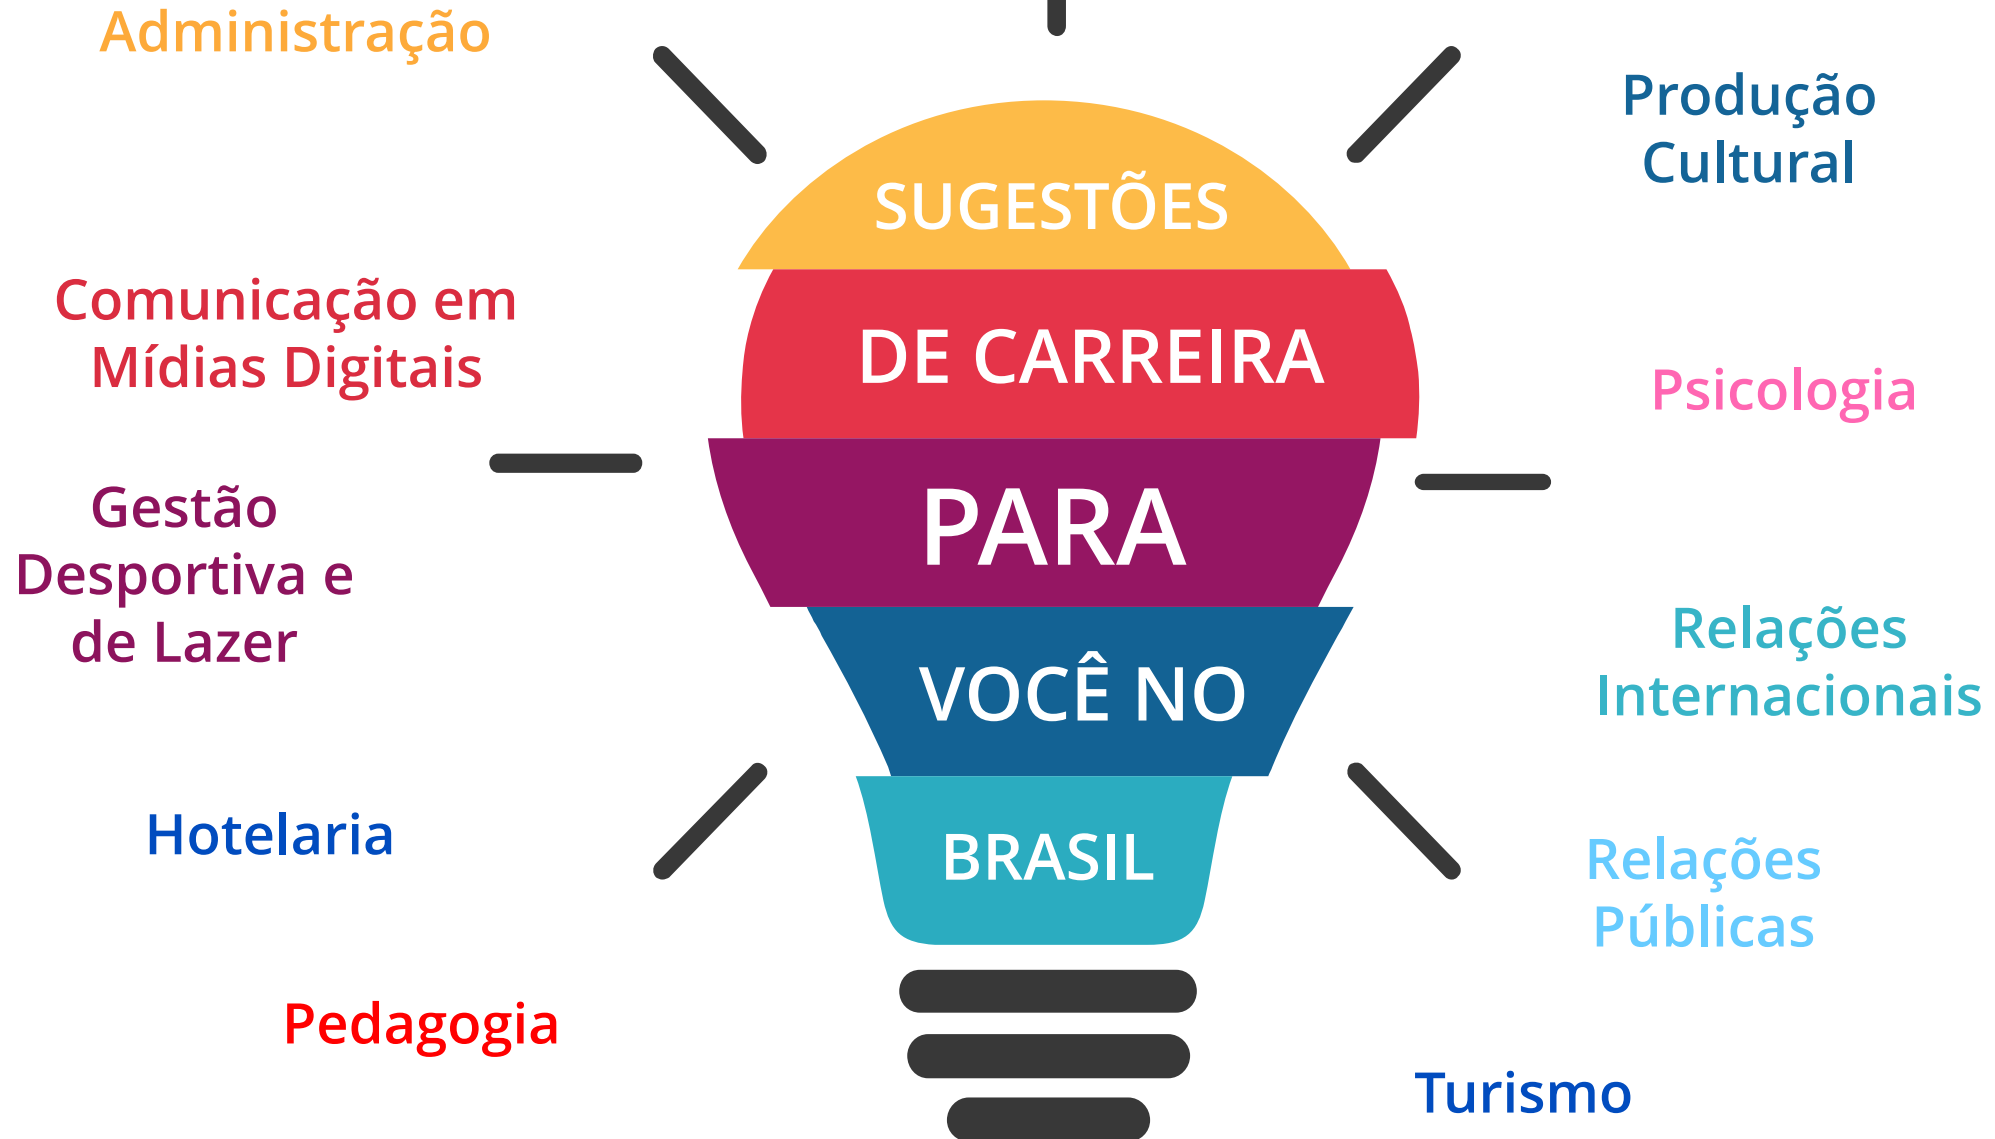 Administração
Comunicação em
Mídias Digitais
Gestão
Desportiva e
de Lazer
Hotelaria
Pedagogia
SUGESTÕES
DE CARREIRA
PARA
VOCÊ NO
BRASIL
Produção
Cultural
Psicologia
Relações
Internacionais
Relações
Públicas
Turismo